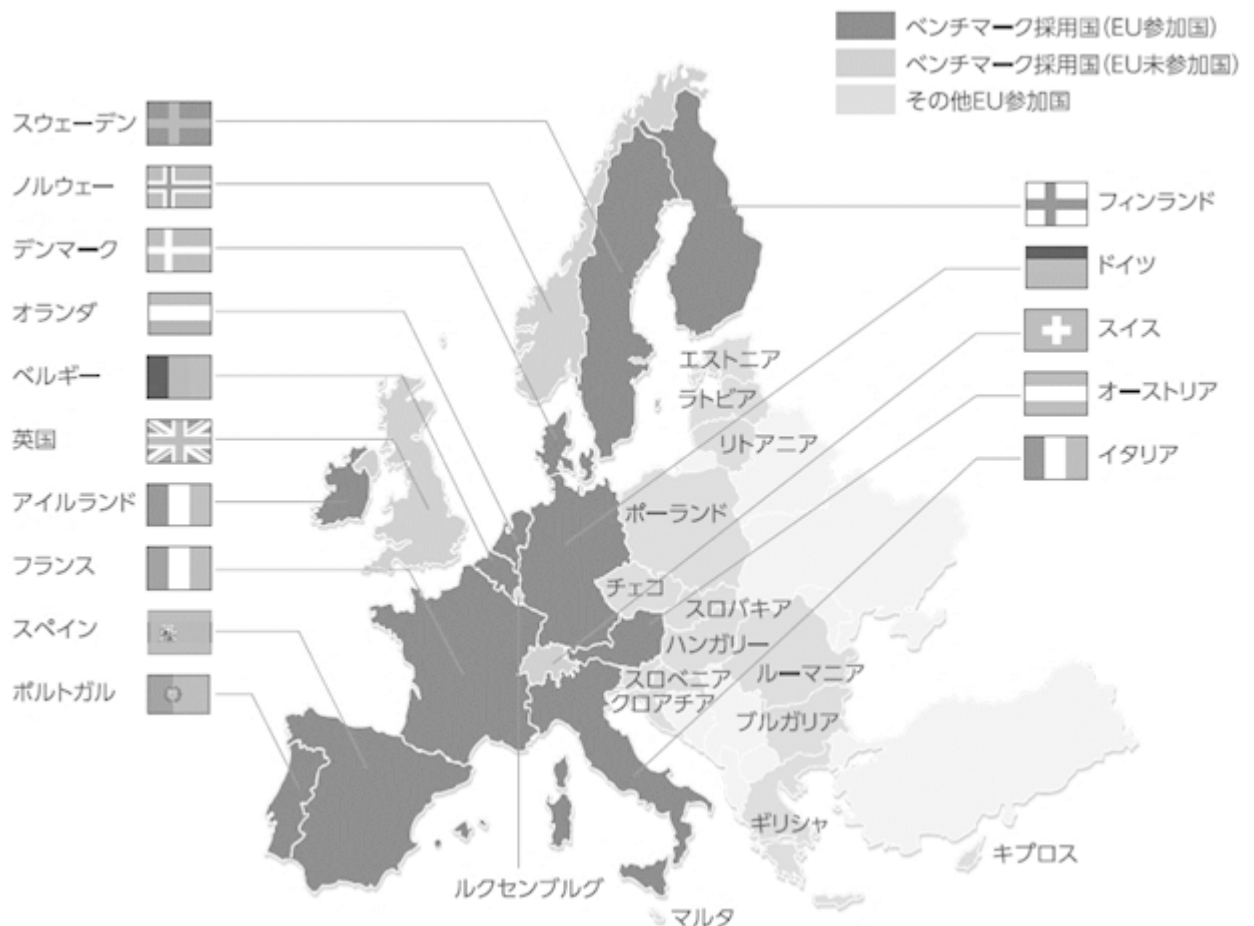 ベンチマーク採用国(EU参加国)
ベンチマーク採用国(EU未参加国)
その他EU参加国
スウェーデン
ノルウェー
デンマーク
オランダ
ベルギー
英国
アイルランド
フランス
スペイン
ポルトガル
フィンランド
ドイツ
スイス
オーストリア
イタリア
エストニア
ラトビア
リトアニア
ポーランド
チェコ
スロバキア
ハンガリー
スロベニア
ルーマニア
クロアチア
ブルガリア
ギリシャ
キプロス
ルクセンブルグ
マルタ